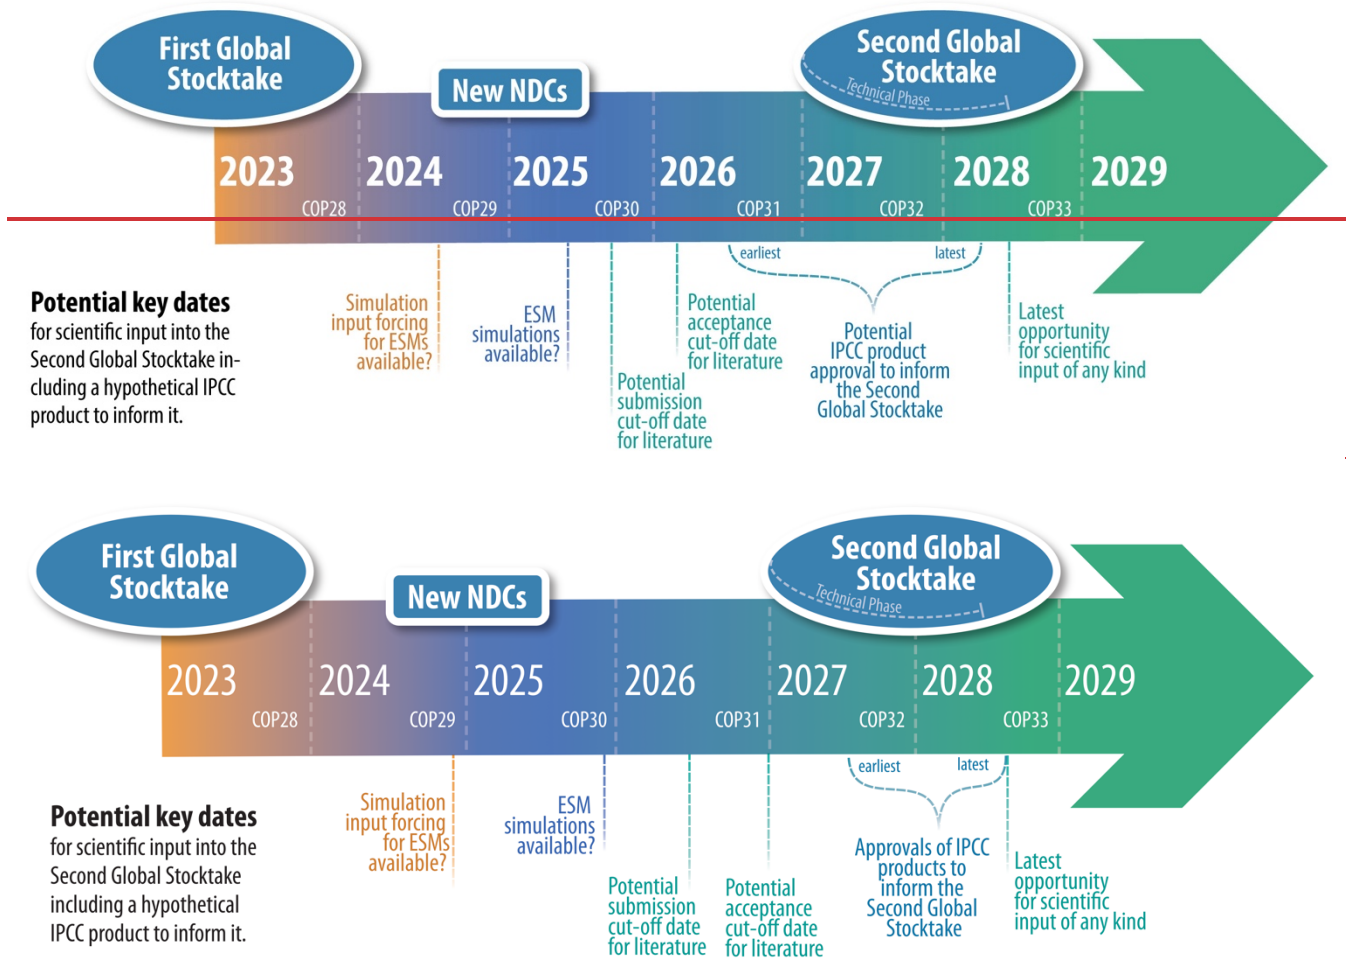 First Global
Stocktake
New NDCs
Second Global
Stocktake
Technical Phase
2023
2024
2025
2026
2027
2028
2029
COP28
COP29
COP30
COP31
COP32
COP33
earliest
latest
Potential key dates
for scientific input into the
Second Global Stocktake in-
cluding a hypothetical IPCC
product to inform it.
Simulation
input forcing
for ESMs
available?
ESM
simulations
available?
Potential
submission
cut-off date
for literature
Potential
acceptance
cut-off date
for literature
Potential
IPCC product
approval to inform
the Second
Global Stocktake
Latest
opportunity
for scientific
input of any kind
First Global
Stocktake
New NDCs
Second Global
Stocktake
Technical Phase
2023
2024
2025
2026
2027
2028
2029
COP28
COP29
COP30
COP31
COP32
COP33
earliest
latest
Potential key dates
for scientific input into the
Second Global Stocktake
including a hypothetical
IPCC product to inform it.
Simulation
input forcing
for ESMs
available?
ESM
simulations
available?
Potential
submission
cut-off date
for literature
Potential
acceptance
cut-off date
for literature
Approvals of IPCC
products to
inform the
Second Global
Stocktake
Latest
opportunity
for scientific
input of any kind